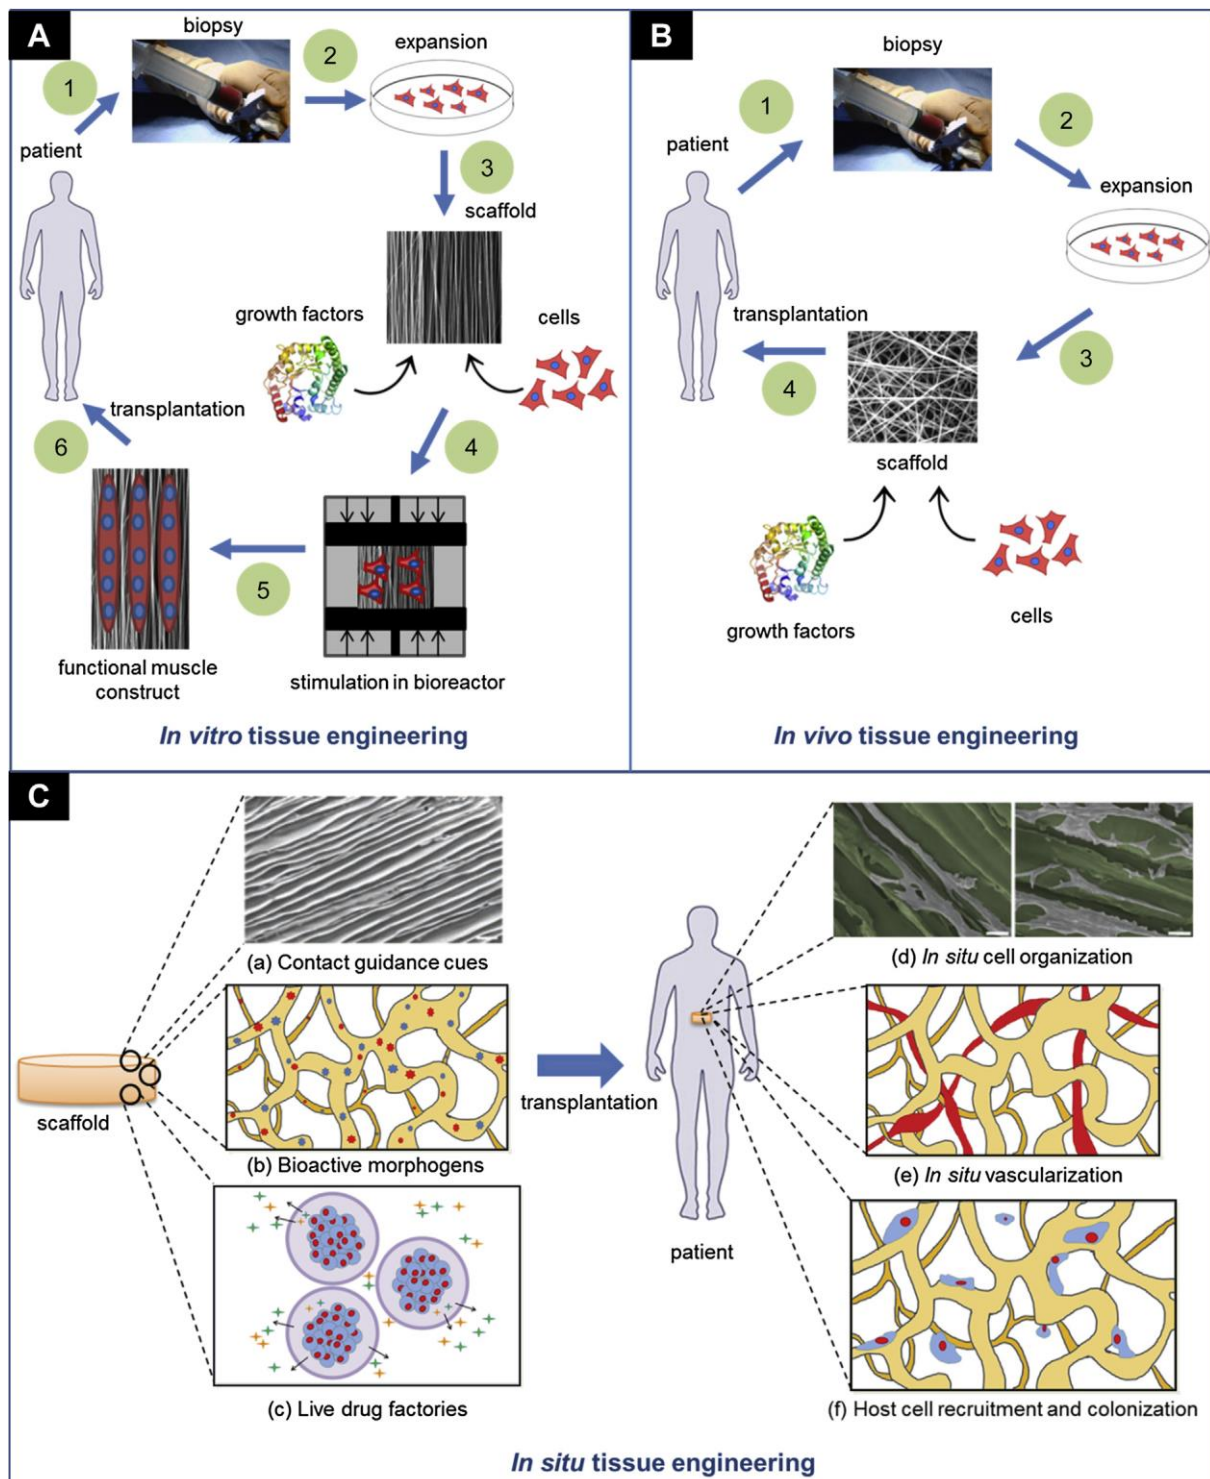 A
biopsy
1
2
expansion
patient
3
scaffold
growth factors
cells
transplantation
4
6
5
functional muscle
construct
stimulation in bioreactor
In vitro tissue engineering
B
biopsy
1
2
patient
expansion
transplantation
3
4
scaffold
growth factors
cells
In vivo tissue engineering
C
(a) Contact guidance cues
scaffold
(b) Bioactive morphogens
(c) Live drug factories
transplantation
patient
(d) In situ cell organization
(e) In situ vascularization
(f) Host cell recruitment and colonization
In situ tissue engineering